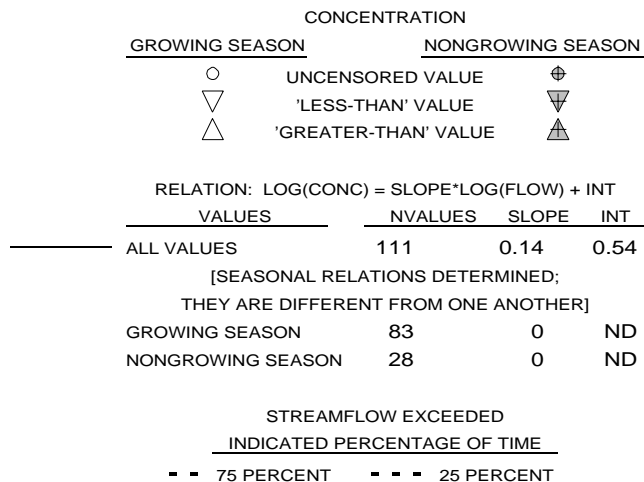 CONCENTRATION
GROWING SEASON NONGROWING SEASON
UNCENSORED VALUE
'LESS-THAN' VALUE
'GREATER-THAN' VALUE
RELATION: LOG(CONC) = SLOPE*LOG(FLOW) + INT
VALUES NVALUES SLOPE INT
ALL VALUES 111 0.14 0.54
[SEASONAL RELATIONS DETERMINED;
THEY ARE DIFFERENT FROM ONE ANOTHER]
GROWING SEASON 83 0 ND
NONGROWING SEASON 28 0 ND
STREAMFLOW EXCEEDED
INDICATED PERCENTAGE OF TIME
75 PERCENT 25 PERCENT